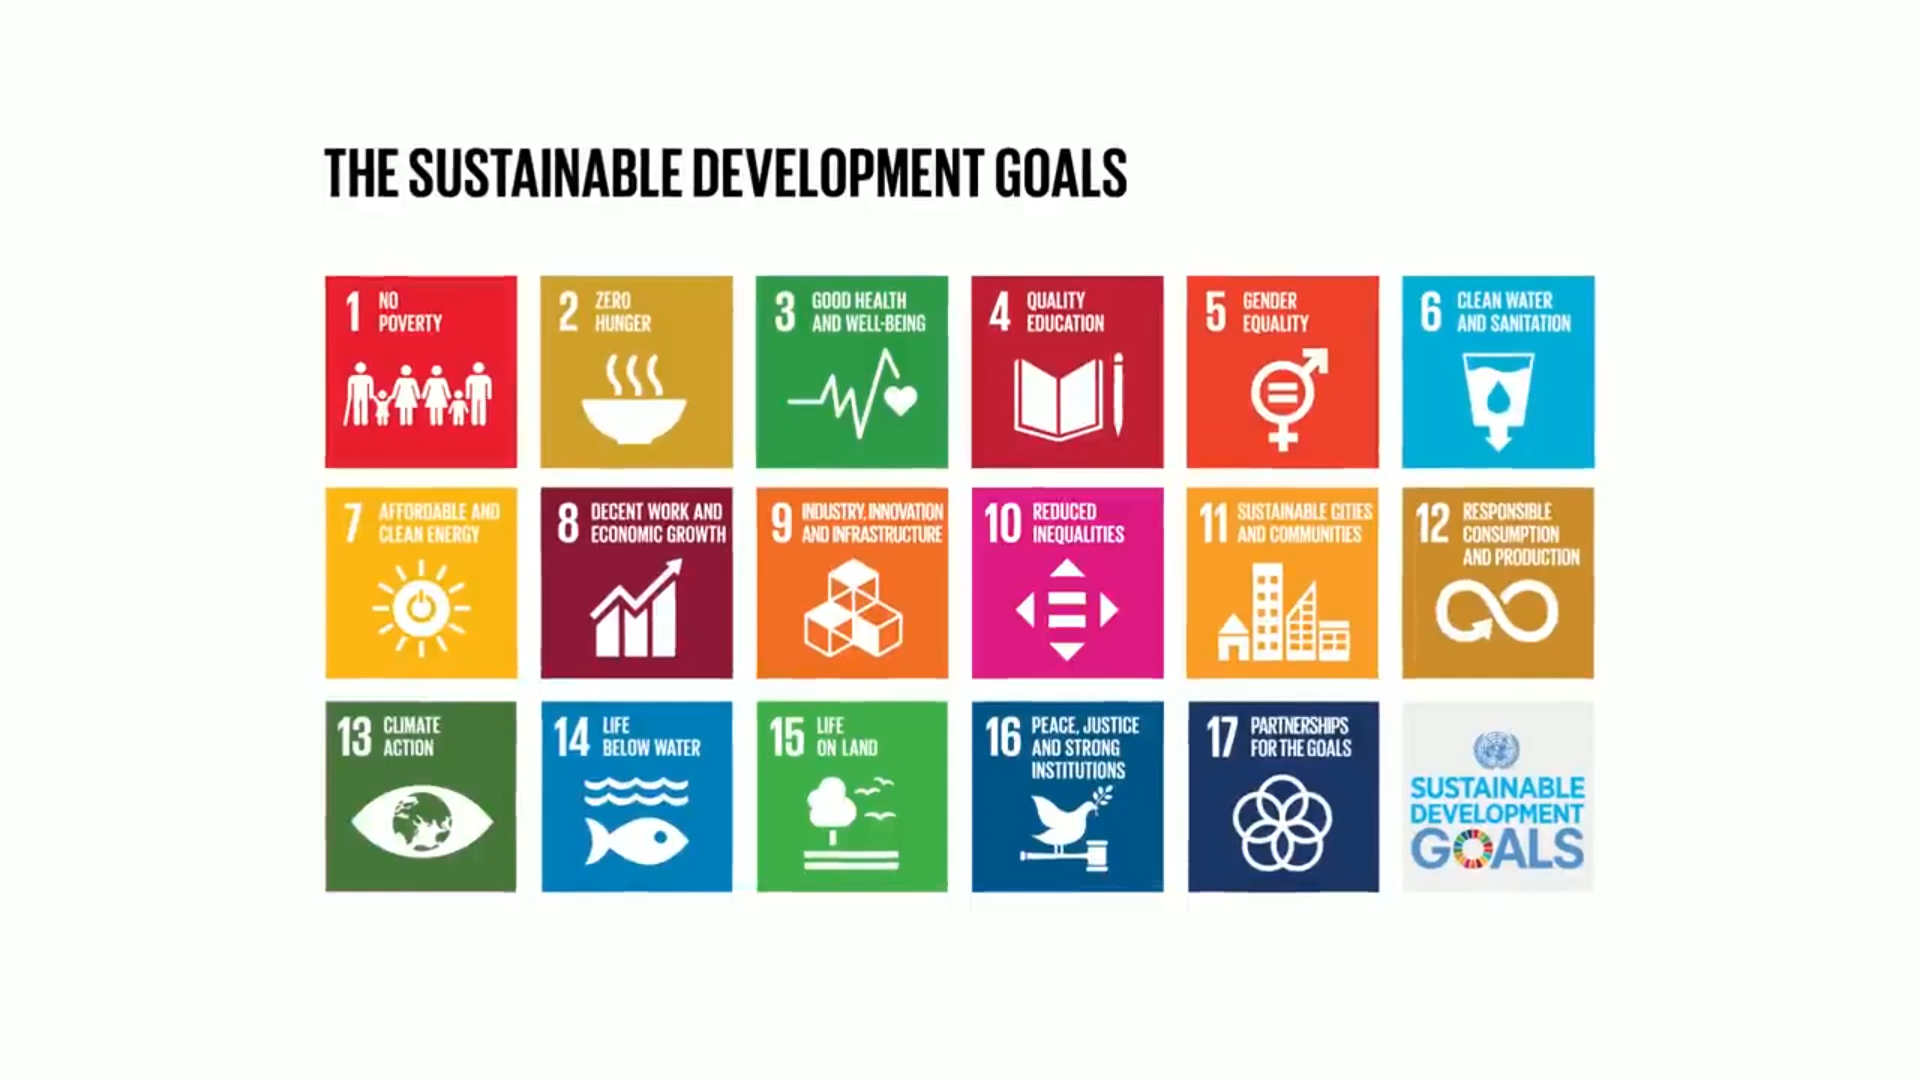 THE SUSTAINABLE DEVELOPMENT GOALS
1 NO
POVERTY
2 ZERO
HUNGER
3 GOOD HEALTH
AND WELL-BEING
4 QUALITY
EDUCATION
5 GENDER
EQUALITY
6 CLEAN WATER
AND SANITATION
7 AFFORDABLE AND
CLEAN ENERGY
8 DECENT WORK AND
ECONOMIC GROWTH
9 INDUSTRY, INNOVATION
AND INFRASTRUCTURE
10 REDUCED
INEQUALITIES
11 SUSTAINABLE CITIES
AND COMMUNITIES
12 RESPONSIBLE
CONSUMPTION
AND PRODUCTION
13 CLIMATE
ACTION
14 LIFE
BELOW WATER
15 LIFE
ON LAND
16 PEACE, JUSTICE
AND STRONG
INSTITUTIONS
17 PARTNERSHIPS
FOR THE GOALS
SUSTAINABLE
DEVELOPMENT
GOALS